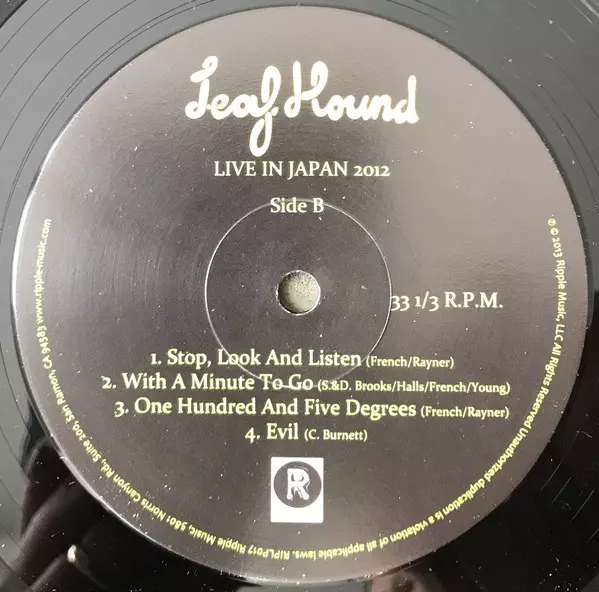 Leaf Hound
LIVE IN JAPAN 2012
Side B
33 1/3 R.P.M.
1. Stop, Look And Listen (French/Rayner)
2. With A Minute To Go (S.&D. Brooks/Halls/French/Young)
3. One Hundred And Five Degrees (French/Rayner)
4. Evil (C. Burnett)
R
℗ © 2013 Ripple Music, LLC All Rights Reserved Unauthorized duplication is a violation of all applicable laws. RIPLP017 Ripple Music, 5801 Norris Canyon Rd., Suite 200, San Ramon, CA 94583 www.ripple-music.com